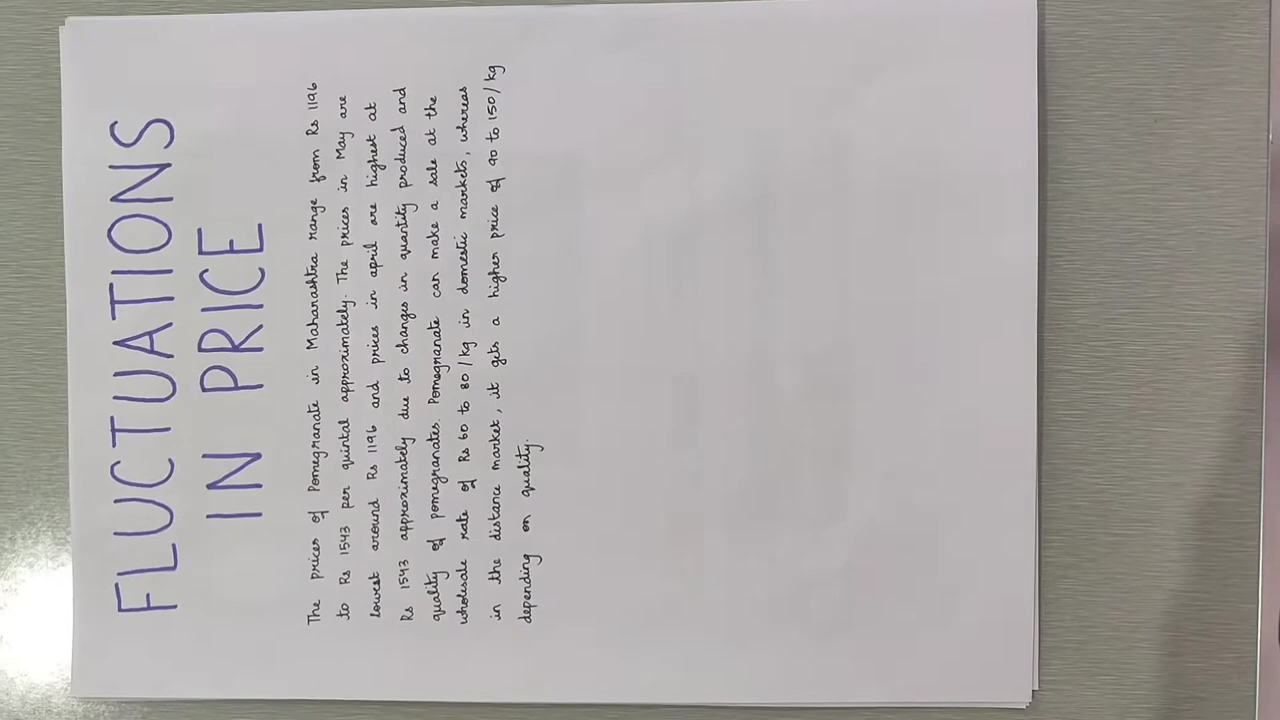 FLUCTUATIONS
IN PRICE
The prices of Pomegranate in Maharashtra range from Rs 1196
to Rs 1543 per quintal approximately. The prices in May are
lowest around Rs 1196 and prices in april are highest at
Rs 1543 approximately due to changes in quantity produced and
quality of pomegranates. Pomegranate can make a sale at the
wholesale rate of Rs 60 to 80/kg in domestic markets, whereas
in the distance market, it gets a higher price of 90 to 150/kg
depending on quality.